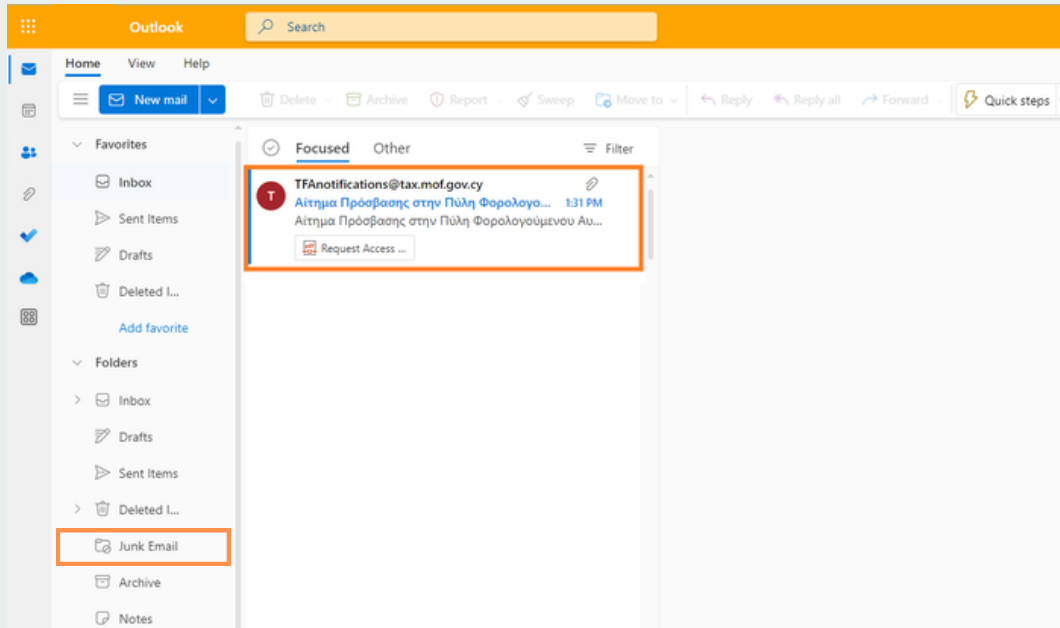 Outlook
Search
Home View Help
New mail
Delete Archive Report Sweep Move to Reply Reply all Forward Quick steps
Favorites
Inbox
Sent Items
Drafts
Deleted I...
Add favorite
Folders
Inbox
Drafts
Sent Items
Deleted I...
Junk Email
Archive
Notes
Focused Other Filter
T
TFAnotifications@tax.mof.gov.cy
Αίτημα Πρόσβασης στην Πύλη Φορολογο... 1:31 PM
Αίτημα Πρόσβασης στην Πύλη Φορολογούμενου Αυ...
Request Access ...